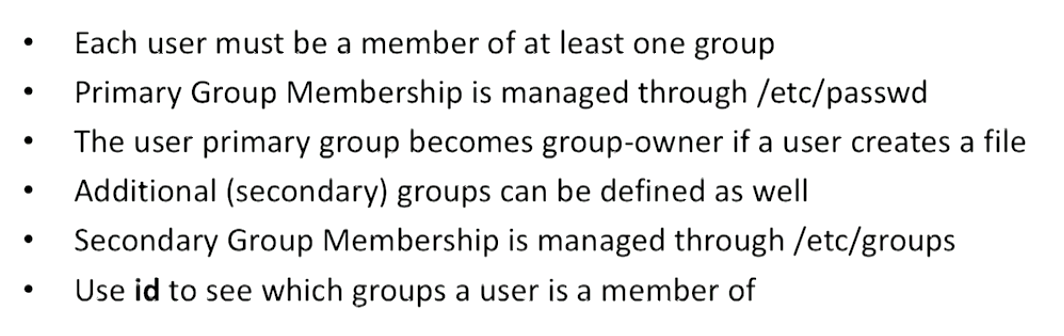 • Each user must be a member of at least one group
• Primary Group Membership is managed through /etc/passwd
• The user primary group becomes group-owner if a user creates a file
• Additional (secondary) groups can be defined as well
• Secondary Group Membership is managed through /etc/groups
• Use id to see which groups a user is a member of